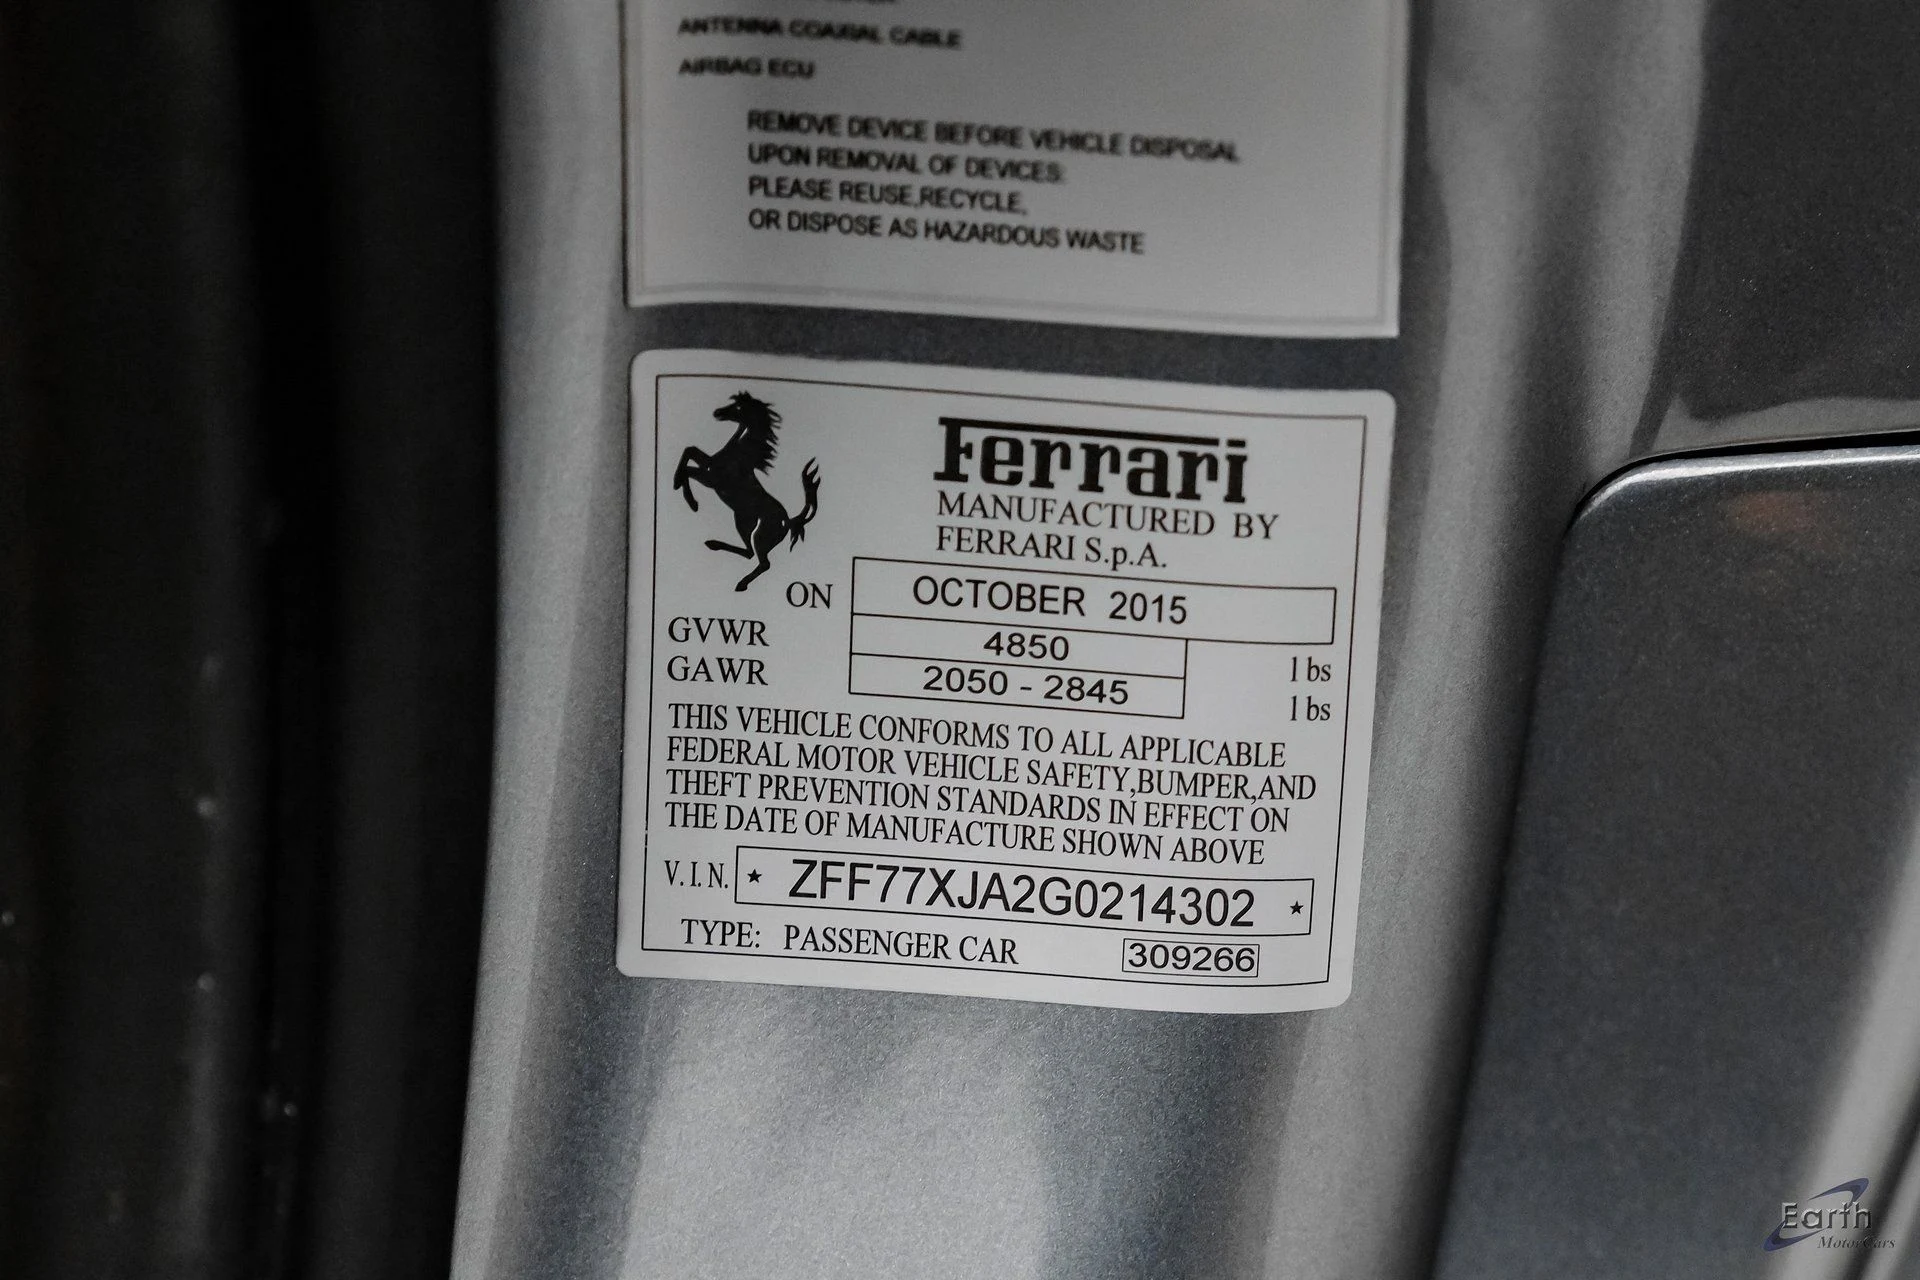 ANTENNA COAXIAL CABLE
AIRBAG ECU
REMOVE DEVICE BEFORE VEHICLE DISPOSAL
UPON REMOVAL OF DEVICES:
PLEASE REUSE,RECYCLE,
OR DISPOSE AS HAZARDOUS WASTE
Ferrari
MANUFACTURED BY
FERRARI S.p.A.
ON OCTOBER 2015
GVWR 4850 lbs
GAWR 2050 - 2845 lbs
THIS VEHICLE CONFORMS TO ALL APPLICABLE
FEDERAL MOTOR VEHICLE SAFETY,BUMPER,AND
THEFT PREVENTION STANDARDS IN EFFECT ON
THE DATE OF MANUFACTURE SHOWN ABOVE
V.I.N. ★ ZFF77XJA2G0214302 ★
TYPE: PASSENGER CAR 309266
Earth
MotorCars